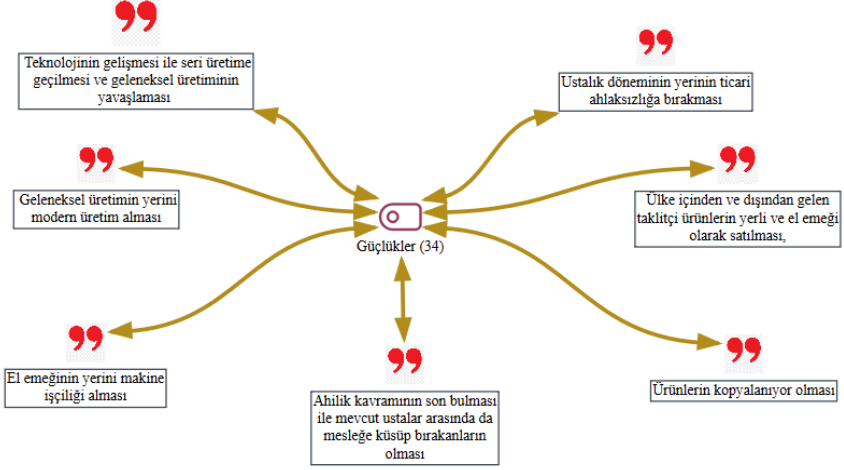 Teknolojinin gelişmesi ile seri üretime
geçilmesi ve geleneksel üretiminin
yavaşlaması
Ustalık döneminin yerinin ticari
ahlaksızlığa bırakması
Geleneksel üretimin yerini
modern üretim alması
Ülke içinden ve dışından gelen
taklitçi ürünlerin yerli ve el emeği
olarak satılması,
Güçlükler (34)
El emeğinin yerini makine
işçiliği alması
Ahilik kavramının son bulması
ile mevcut ustalar arasında da
mesleğe küsüp bırakanların
olması
Ürünlerin kopyalanıyor olması